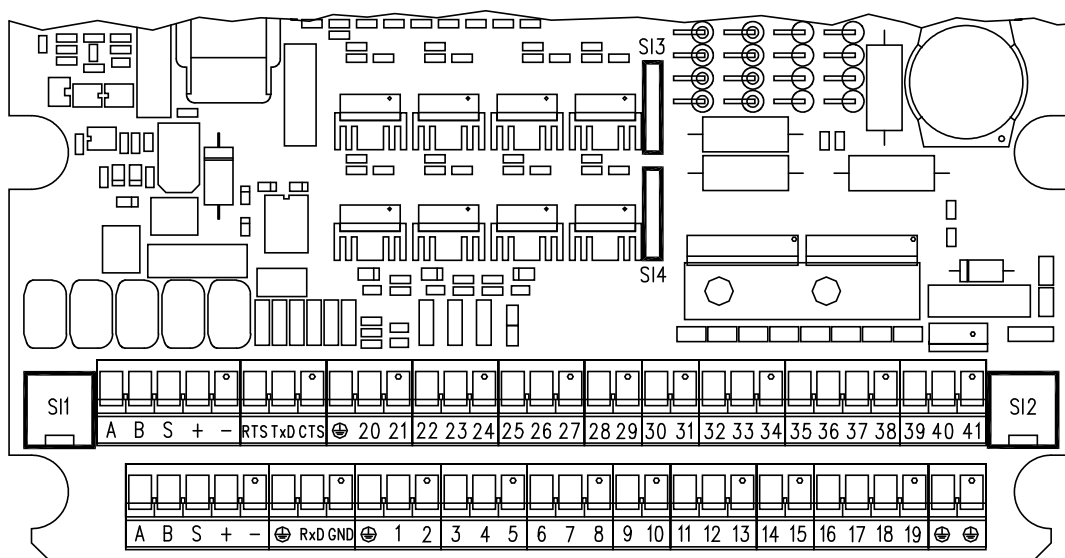 SI3
SI4
SI1
SI2
A B S + - RTS TxD CTS ⏚ 20 21 22 23 24 25 26 27 28 29 30 31 32 33 34 35 36 37 38 39 40 41
A B S + - ⏚ RxD GND ⏚ 1 2 3 4 5 6 7 8 9 10 11 12 13 14 15 16 17 18 19 ⏚ ⏚